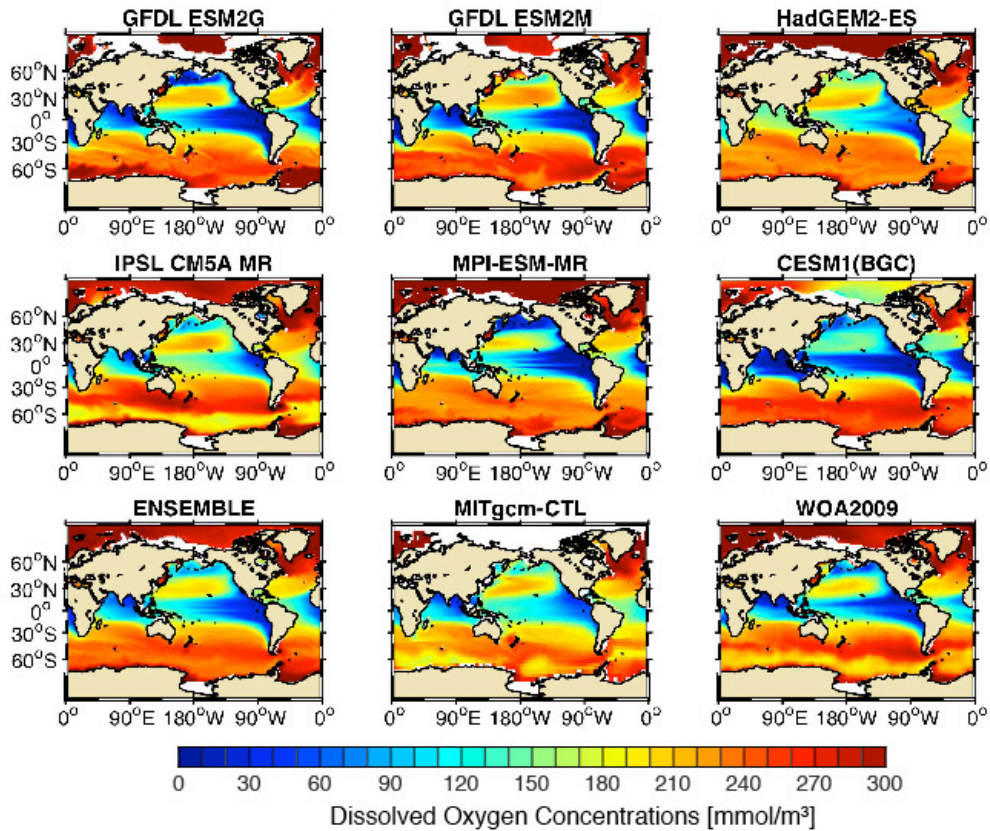 GFDL ESM2G GFDL ESM2M HadGEM2-ES
60°N
30°N
0°
30°S
60°S
0° 90°E 180°W 90°W 0° 0° 90°E 180°W 90°W 0° 0° 90°E 180°W 90°W 0°
IPSL CM5A MR MPI-ESM-MR CESM1(BGC)
60°N
30°N
0°
30°S
60°S
0° 90°E 180°W 90°W 0° 0° 90°E 180°W 90°W 0° 0° 90°E 180°W 90°W 0°
ENSEMBLE MITgcm-CTL WOA2009
60°N
30°N
0°
30°S
60°S
0° 90°E 180°W 90°W 0° 0° 90°E 180°W 90°W 0° 0° 90°E 180°W 90°W 0°
0 30 60 90 120 150 180 210 240 270 300
Dissolved Oxygen Concentrations [mmol/m³]